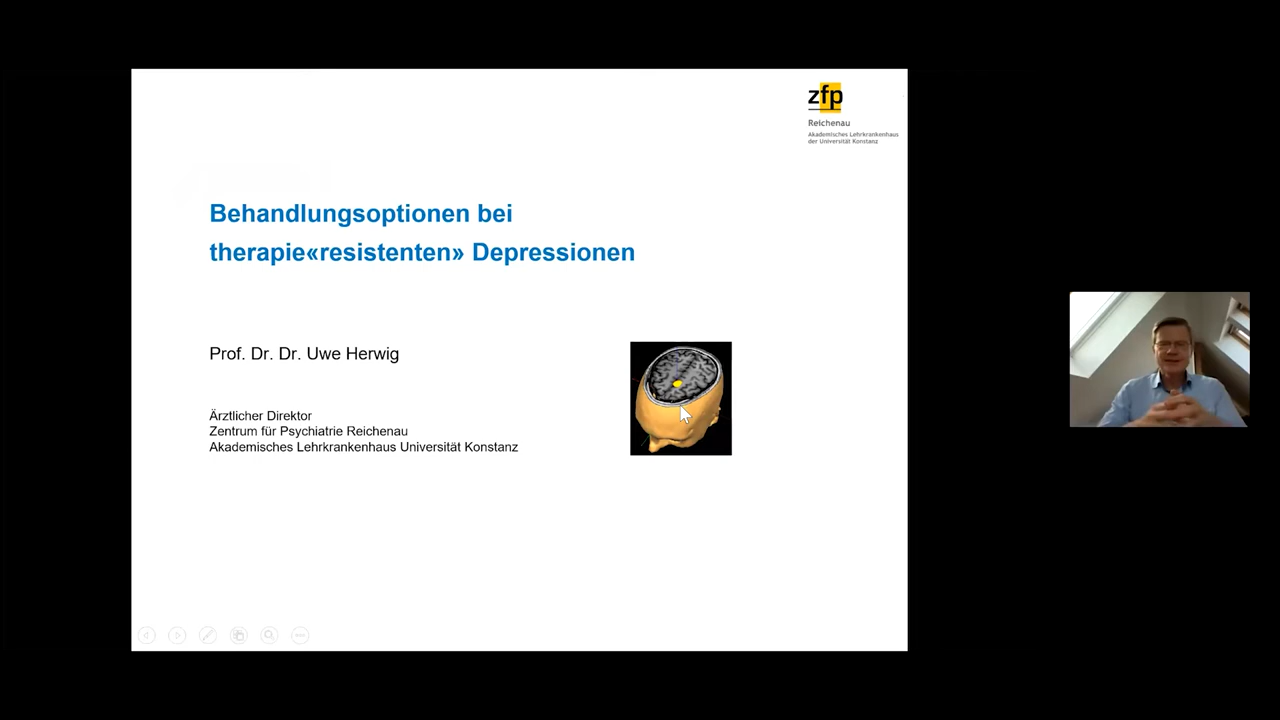 zfp
Reichenau
Akademisches Lehrkrankenhaus
der Universität Konstanz
Behandlungsoptionen bei
therapie«resistenten» Depressionen
Prof. Dr. Dr. Uwe Herwig
Ärztlicher Direktor
Zentrum für Psychiatrie Reichenau
Akademisches Lehrkrankenhaus Universität Konstanz